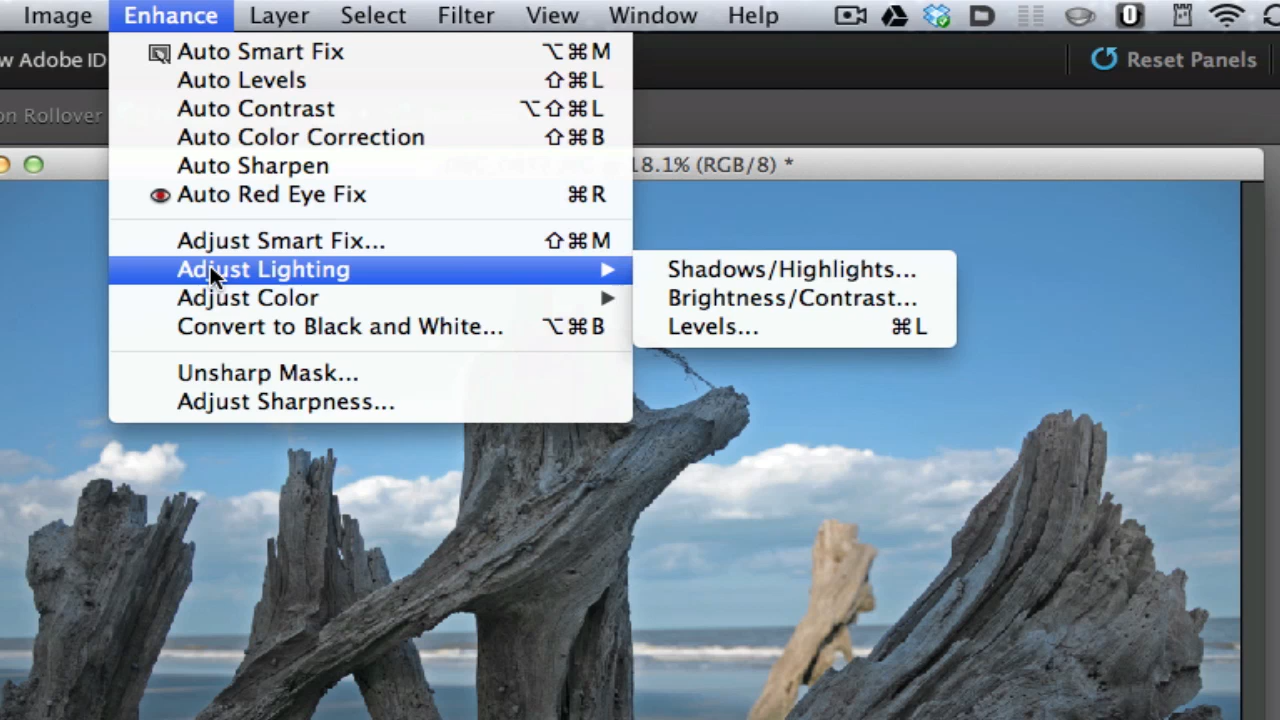 Image Enhance Layer Select Filter View Window Help
w Adobe ID
Reset Panels
on Rollover
18.1% (RGB/8) *
Auto Smart Fix ⌥⌘M
Auto Levels ⇧⌘L
Auto Contrast ⌥⇧⌘L
Auto Color Correction ⇧⌘B
Auto Sharpen
Auto Red Eye Fix ⌘R
Adjust Smart Fix... ⇧⌘M
Adjust Lighting
Adjust Color
Convert to Black and White... ⌥⌘B
Unsharp Mask...
Adjust Sharpness...
Shadows/Highlights...
Brightness/Contrast...
Levels... ⌘L